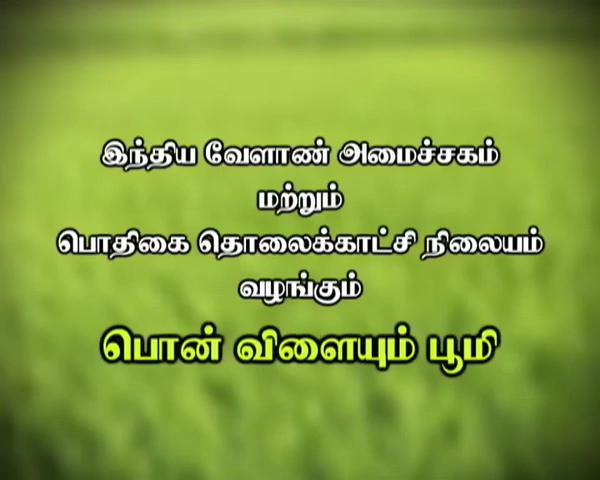 இந்திய வேளாண் அமைச்சகம்
மற்றும்
பொதிகை தொலைக்காட்சி நிலையம்
வழங்கும்
பொன் விளையும் பூமி